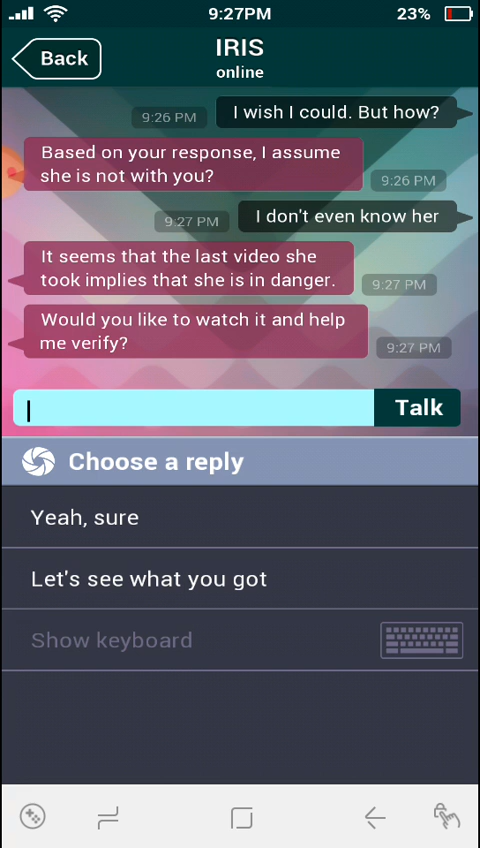 9:27PM
23%
Back
IRIS
online
9:26 PM
I wish I could. But how?
Based on your response, I assume
she is not with you?
9:26 PM
9:27 PM
I don't even know her
It seems that the last video she
took implies that she is in danger.
9:27 PM
Would you like to watch it and help
me verify?
9:27 PM
Talk
Choose a reply
Yeah, sure
Let's see what you got
Show keyboard